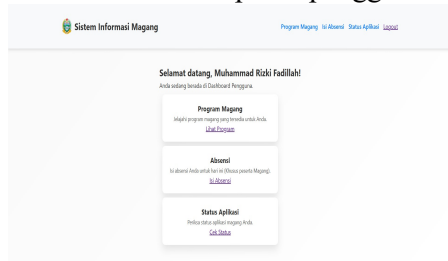 Sistem Informasi Magang
Program Magang Isi Absensi Status Aplikasi Logout
Selamat datang, Muhammad Rizki Fadillah!
Anda sedang berada di Dashboard Pengguna.
Program Magang
Jelajahi program magang yang tersedia untuk Anda.
Lihat Program
Absensi
Isi absensi Anda untuk hari ini (Khusus peserta Magang).
Isi Absensi
Status Aplikasi
Periksa status aplikasi magang Anda.
Cek Status